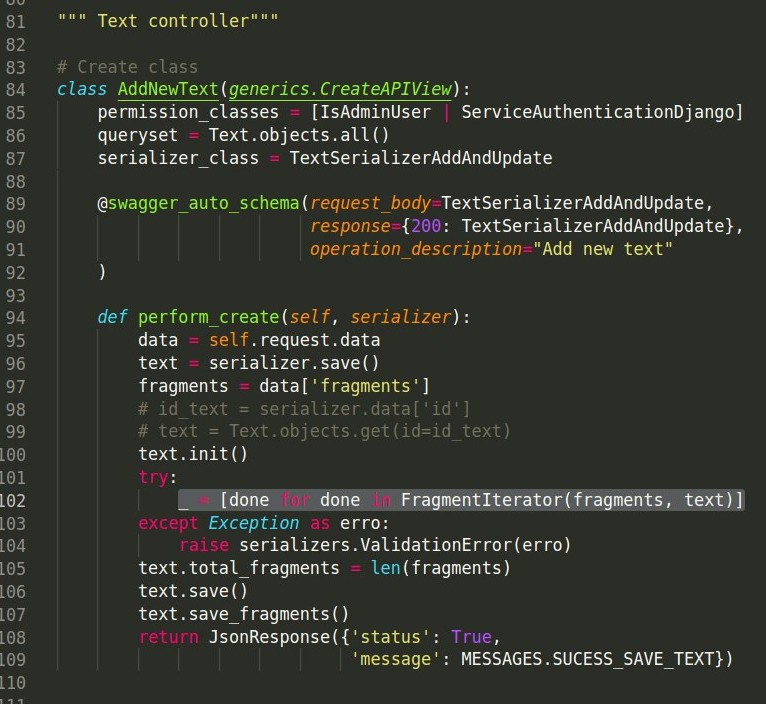 81 """ Text controller"""
82
83 # Create class
84 class AddNewText(generics.CreateAPIView):
85     permission_classes = [IsAdminUser | ServiceAuthenticationDjango]
86     queryset = Text.objects.all()
87     serializer_class = TextSerializerAddAndUpdate
88
89     @swagger_auto_schema(request_body=TextSerializerAddAndUpdate,
90                          response={200: TextSerializerAddAndUpdate},
91                          operation_description="Add new text"
92     )
93
94     def perform_create(self, serializer):
95         data = self.request.data
96         text = serializer.save()
97         fragments = data['fragments']
98         # id_text = serializer.data['id']
99         # text = Text.objects.get(id=id_text)
100         text.init()
101         try:
102             _ = [done for done in FragmentIterator(fragments, text)]
103         except Exception as erro:
104             raise serializers.ValidationError(erro)
105         text.total_fragments = len(fragments)
106         text.save()
107         text.save_fragments()
108         return JsonResponse({'status': True,
109                              'message': MESSAGES.SUCESS_SAVE_TEXT})
110